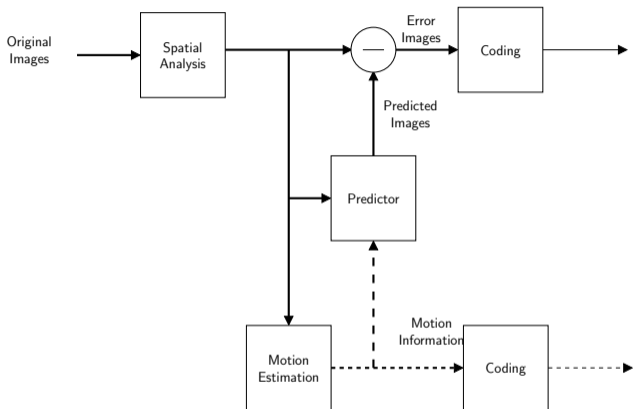 Original
Images
Spatial
Analysis
Error
Images
Coding
Predicted
Images
Predictor
Motion
Estimation
Motion
Information
Coding